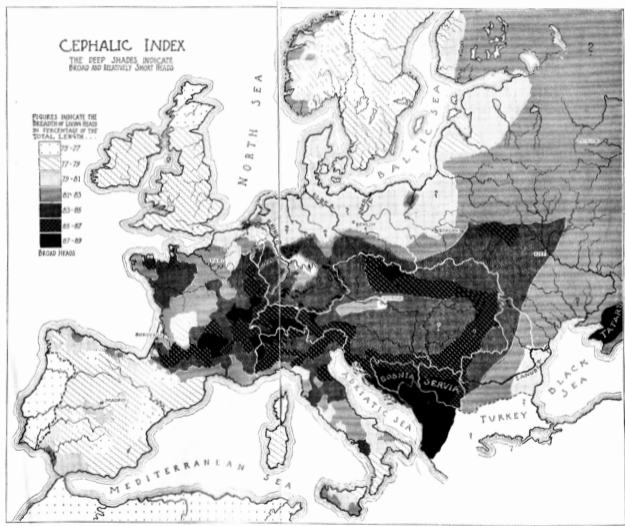 CEPHALIC INDEX
THE DEEP SHADES INDICATE
BROAD AND RELATIVELY SHORT HEADS
FIGURES INDICATE THE
BREADTH OF LIVING HEADS
IN PERCENTAGE OF THE
TOTAL LENGTH....
75-77
77-79
79-81
81-83
83-85
85-87
87-89
BROAD HEADS
NORTH SEA
BALTIC SEA
?
?
?
?
?
?
BOSNIA
SERVIA
ADRIATIC SEA
TURKEY
BLACK SEA
TATARS
MADRID
MEDITERRANEAN SEA
?
?